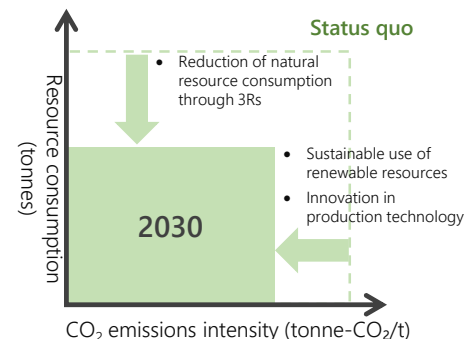 Status quo
• Reduction of natural
resource consumption
through 3Rs
Resource consumption
(tonnes)
• Sustainable use of
renewable resources
• Innovation in
production technology
2030
CO₂ emissions intensity (tonne-CO₂/t)